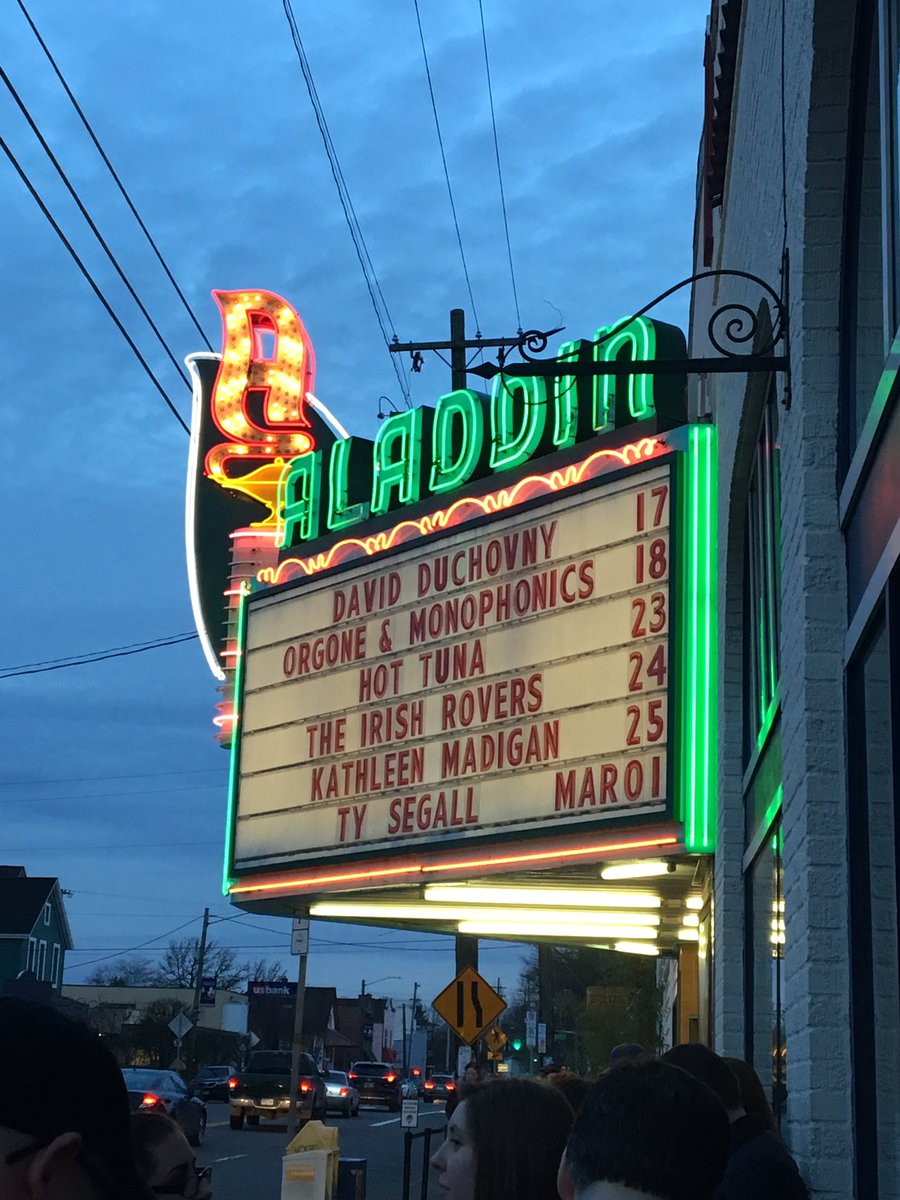 A
ALADDIN
DAVID DUCHOVNY 17
ORGONE & MONOPHONICS 18
HOT TUNA 23
THE IRISH ROVERS 24
KATHLEEN MADIGAN 25
TY SEGALL MAR 01
usbank